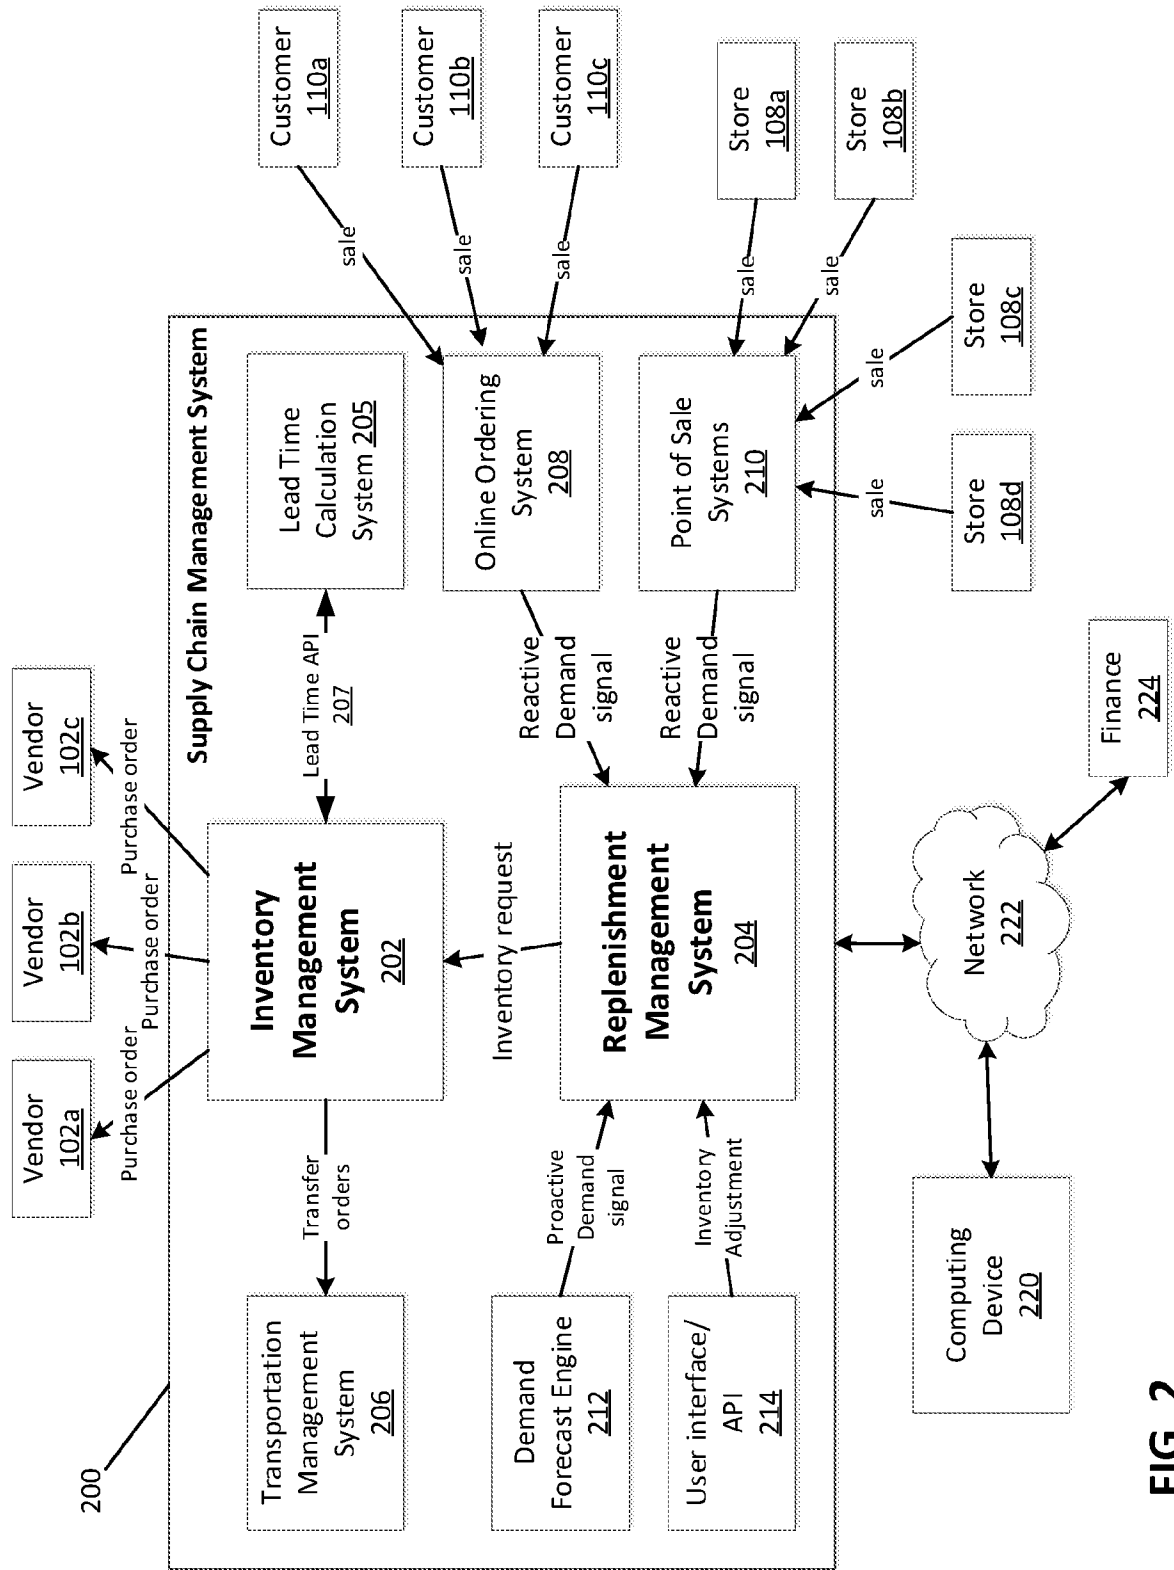 200
Vendor
102a
Vendor
102b
Vendor
102c
Purchase order
Purchase order
Purchase order
Supply Chain Management System
Transportation
Management
System
206
Transfer
orders
Inventory
Management
System
202
Lead Time API
207
Lead Time
Calculation
System 205
Customer
110a
sale
Customer
110b
sale
Customer
110c
sale
Inventory request
Demand
Forecast Engine
212
Proactive
Demand
signal
User interface/
API
214
Inventory
Adjustment
Replenishment
Management
System
204
Reactive
Demand
signal
Reactive
Demand
signal
Online Ordering
System
208
Point of Sale
Systems
210
Store
108a
sale
Store
108b
sale
Store
108c
sale
Store
108d
sale
Computing
Device
220
Network
222
Finance
224
FIG. 2